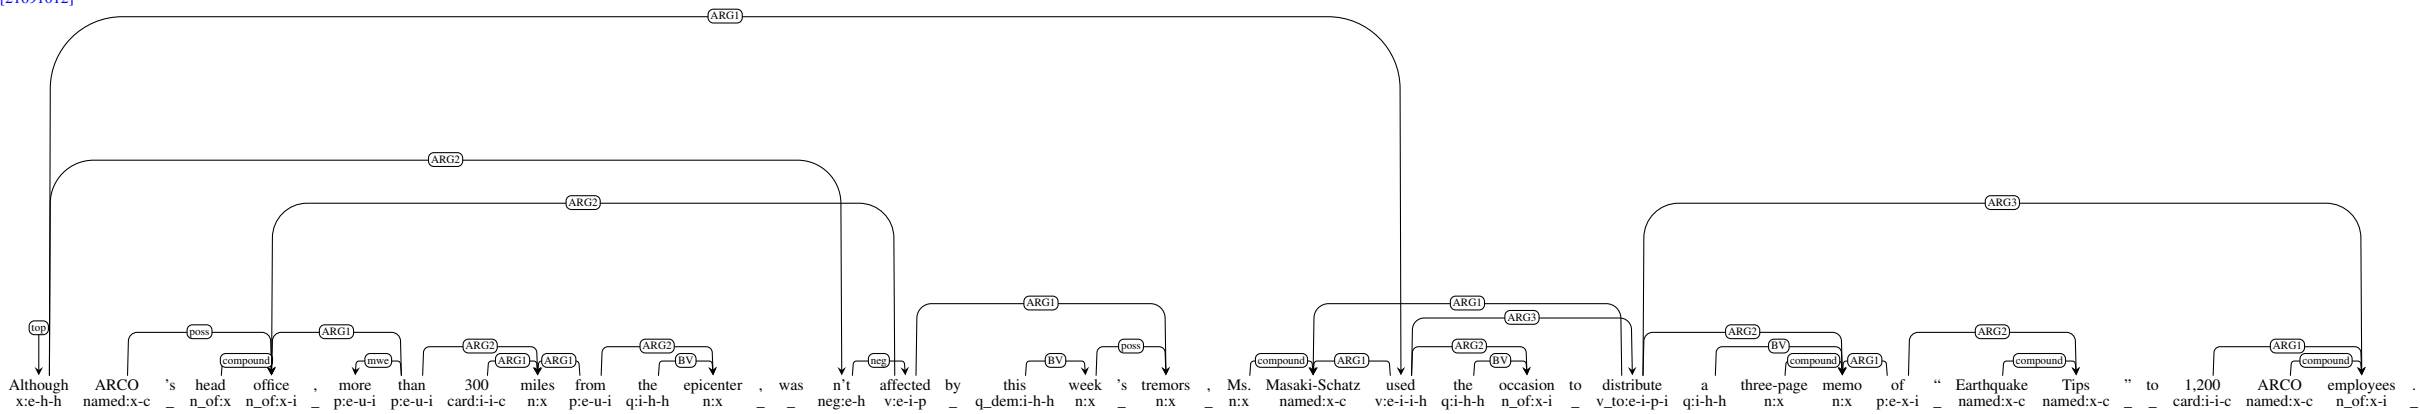 [21691012]
ARG1
ARG2
ARG2 ARG3
ARG1 ARG1
ARG3
top poss ARG1 ARG2 ARG2
ARG2 ARG2 BV poss ARG2 BV ARG1
compound mwe ARG1 ARG1 BV neg BV compound ARG1 BV compound ARG1 compound compound
Although ARCO 's head office , more than 300 miles from the epicenter , was n't affected by this week 's tremors , Ms. Masaki-Schatz used the occasion to distribute a three-page memo of “ Earthquake Tips ” to 1,200 ARCO employees .
x:e-h-h named:x-c _ n_of:x n_of:x-i _ p:e-u-i p:e-u-i card:i-i-c n:x p:e-u-i q:i-h-h n:x _ _ neg:e-h v:e-i-p _ q_dem:i-h-h n:x _ n:x _ n:x named:x-c v:e-i-i-h q:i-h-h n_of:x-i _ v_to:e-i-p-i q:i-h-h n:x n:x p:e-x-i _ named:x-c named:x-c _ _ card:i-i-c named:x-c n_of:x-i _